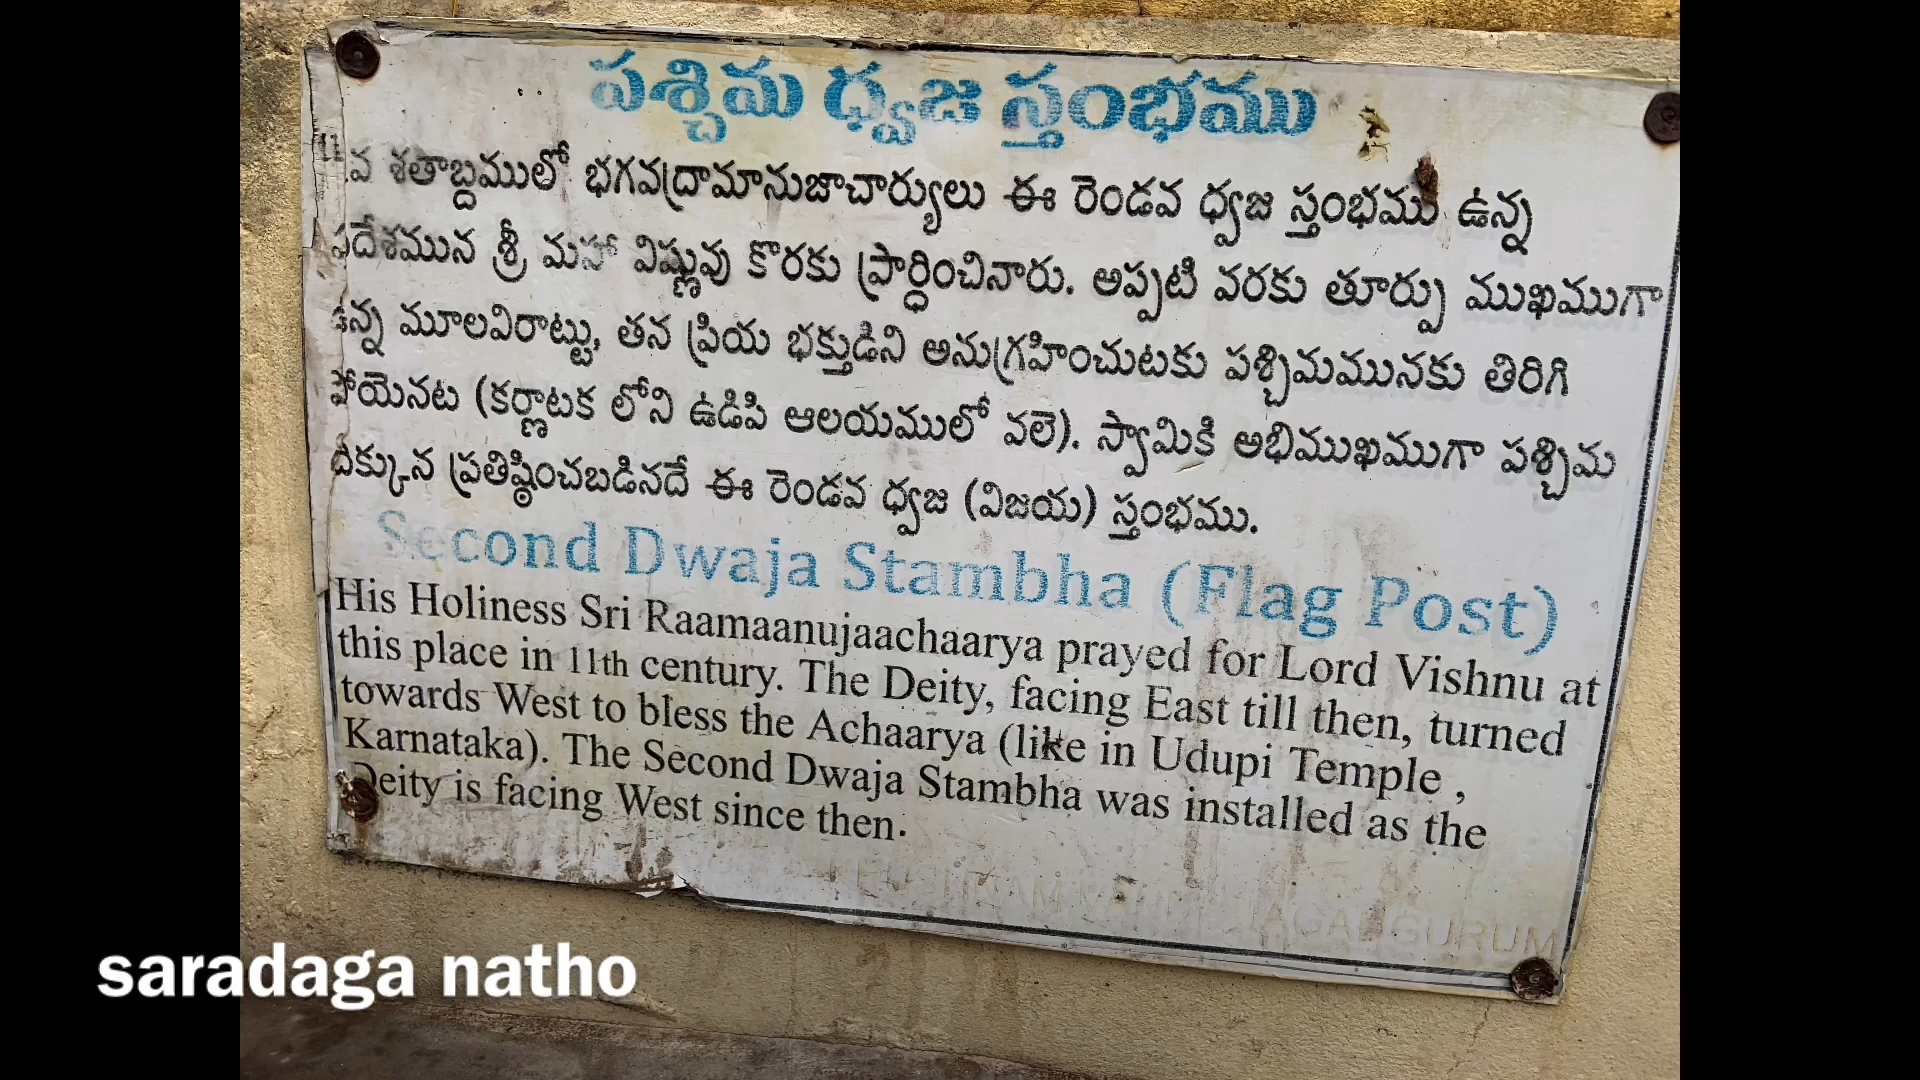 పశ్చిమ ధ్వజ స్తంభము
11వ శతాబ్దములో భగవద్రామానుజాచార్యులు ఈ రెండవ ధ్వజ స్తంభము ఉన్న
ప్రదేశమున శ్రీ మహా విష్ణువు కొరకు ప్రార్ధించినారు. అప్పటి వరకు తూర్పు ముఖముగా
ఉన్న మూలవిరాట్టు, తన ప్రియ భక్తుడిని అనుగ్రహించుటకు పశ్చిమమునకు తిరిగి
పోయెనట (కర్ణాటక లోని ఉడిపి ఆలయములో వలె). స్వామికి అభిముఖముగా పశ్చిమ
దిక్కున ప్రతిష్ఠించబడినదే ఈ రెండవ ధ్వజ (విజయ) స్తంభము.
Second Dwaja Stambha (Flag Post)
His Holiness Sri Raamaanujaachaarya prayed for Lord Vishnu at
this place in 11th century. The Deity, facing East till then, turned
towards West to bless the Achaarya (like in Udupi Temple ,
Karnataka). The Second Dwaja Stambha was installed as the
Deity is facing West since then.
saradaga natho